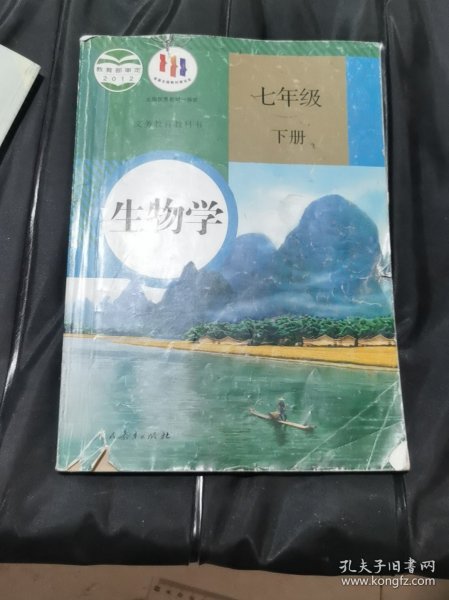 教育部审定
2012
义务教育教科书
七年级
下册
生物学
人民教育出版社
孔夫子旧书网
www.kongfz.com